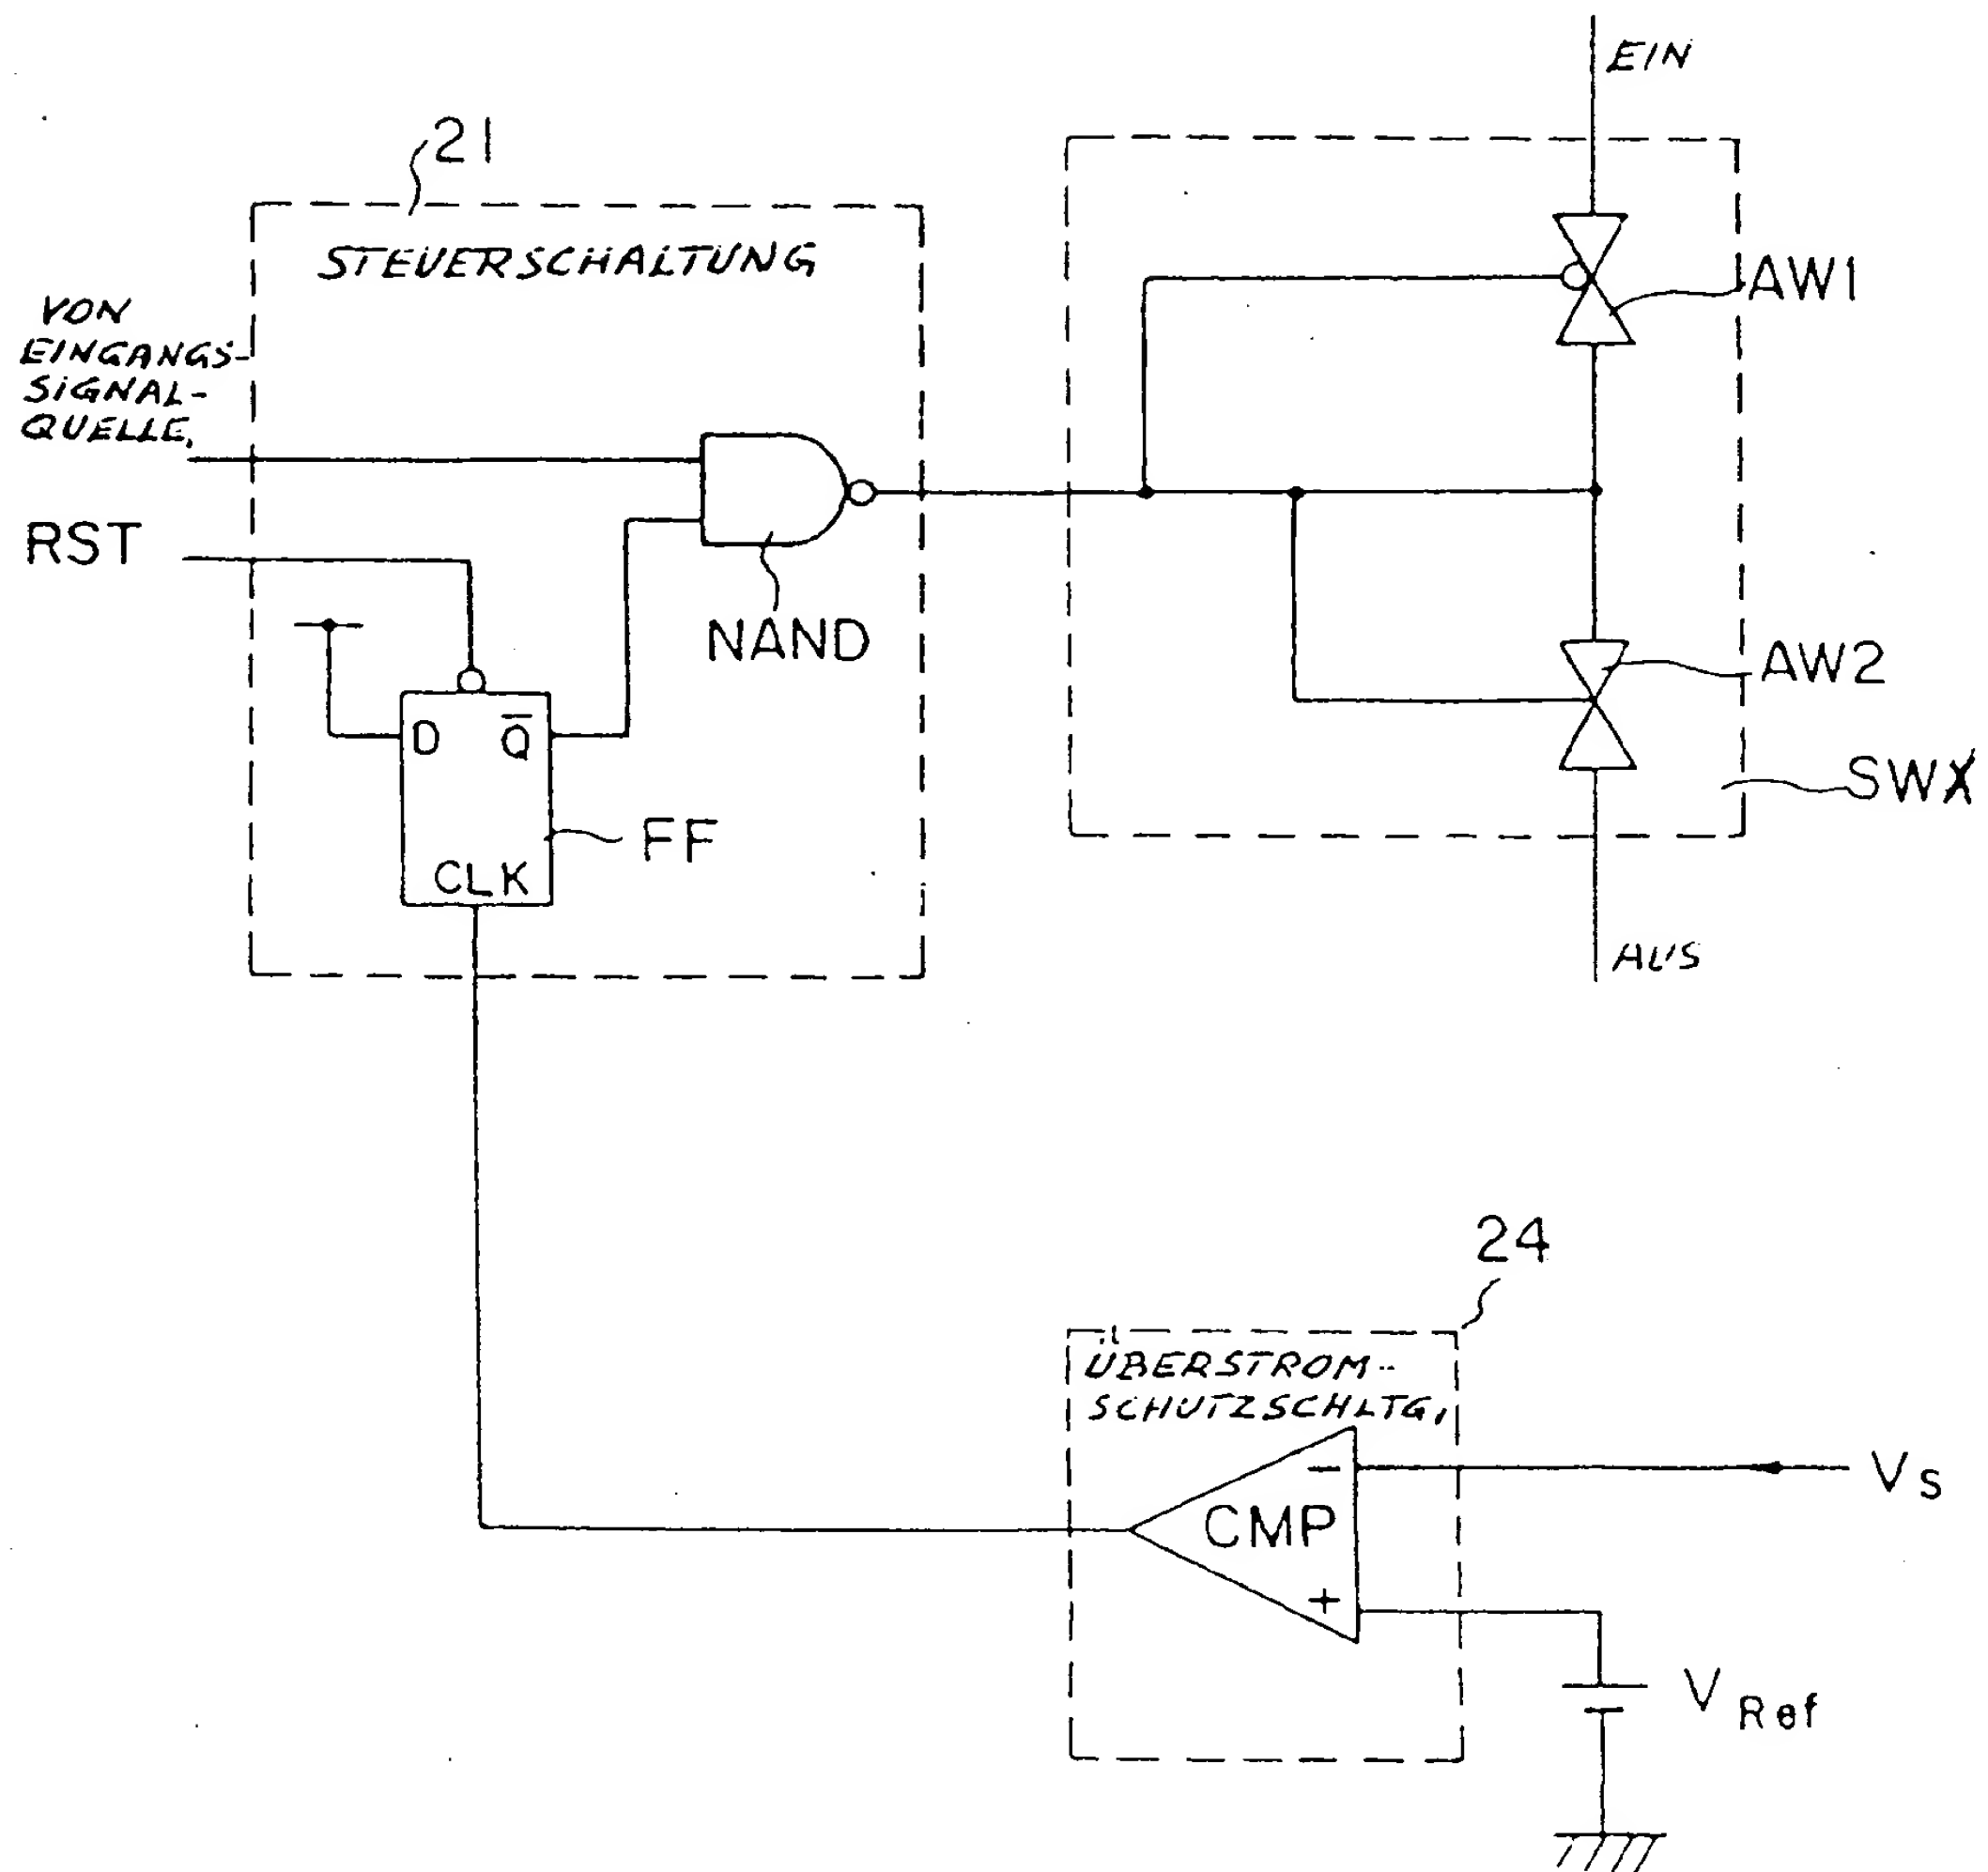 EIN
21
STEUERSCHALTUNG
VON
EINGANGS-
SIGNAL-
QUELLE
AW1
RST
NAND
AW2
D Q̅
SWX
FF
CLK
AUS
24
ÜBERSTROM-
SCHUTZSCHLTG.
− VS
CMP
+
VRef